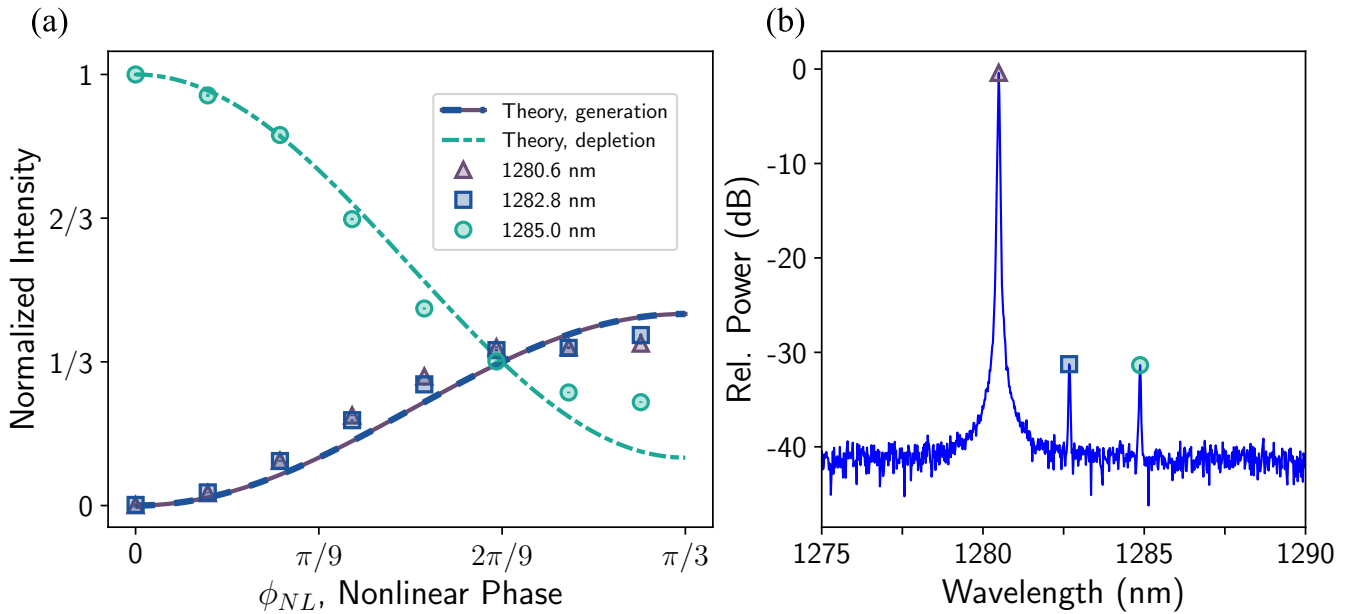 (a)
Normalized Intensity
1
2/3
1/3
0
Theory, generation
Theory, depletion
1280.6 nm
1282.8 nm
1285.0 nm
0 π/9 2π/9 π/3
ϕ_NL, Nonlinear Phase
(b)
Rel. Power (dB)
0
-10
-20
-30
-40
1275 1280 1285 1290
Wavelength (nm)